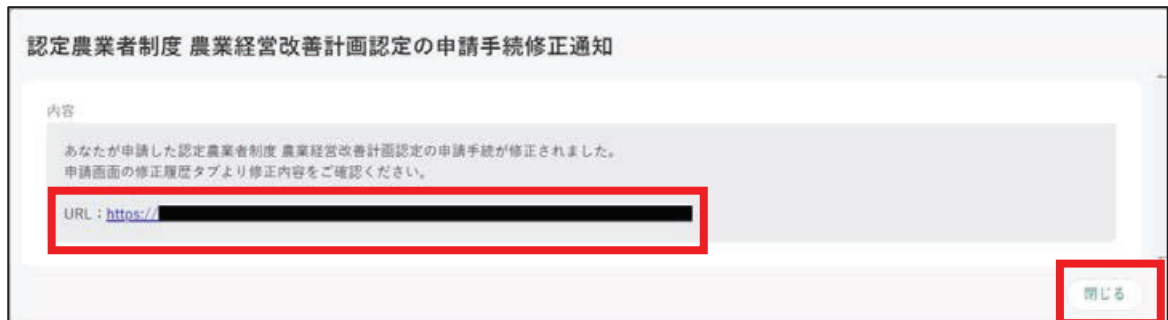 認定農業者制度 農業経営改善計画認定の申請手続修正通知
内容
あなたが申請した認定農業者制度 農業経営改善計画認定の申請手続が修正されました。
申請画面の修正履歴タブより修正内容をご確認ください。
URL：https://
閉じる